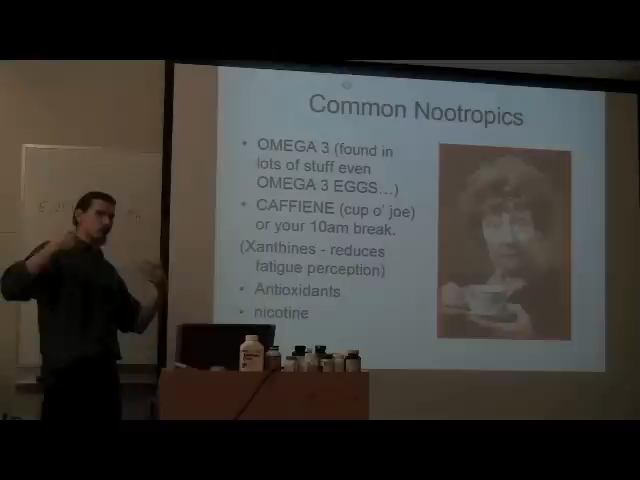 Common Nootropics
• OMEGA 3 (found in
lots of stuff even
OMEGA 3 EGGS…)
• CAFFIENE (cup o' joe)
or your 10am break.
(Xanthines - reduces
fatigue perception)
• Antioxidants
• nicotine